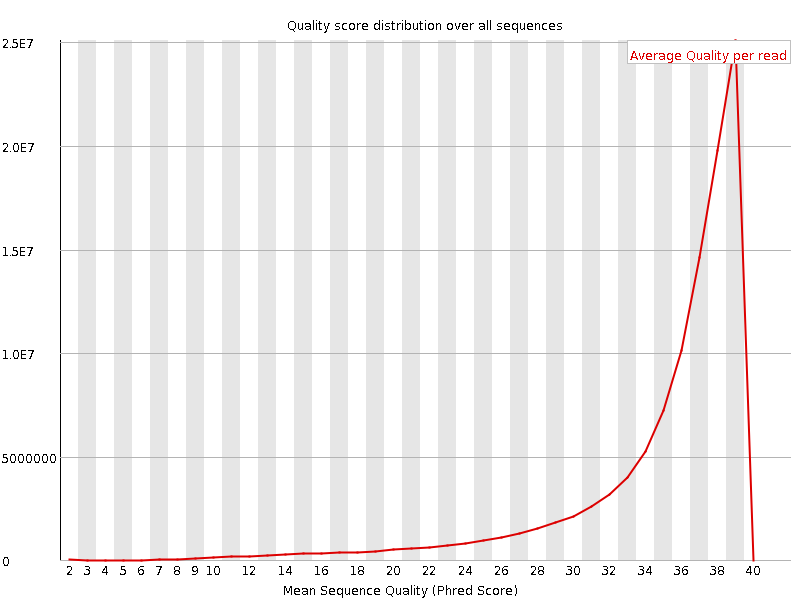 Quality score distribution over all sequences
2.5E7
Average Quality per read
2.0E7
1.5E7
1.0E7
5000000
0
2 3 4 5 6 7 8 9 10 12 14 16 18 20 22 24 26 28 30 32 34 36 38 40
Mean Sequence Quality (Phred Score)